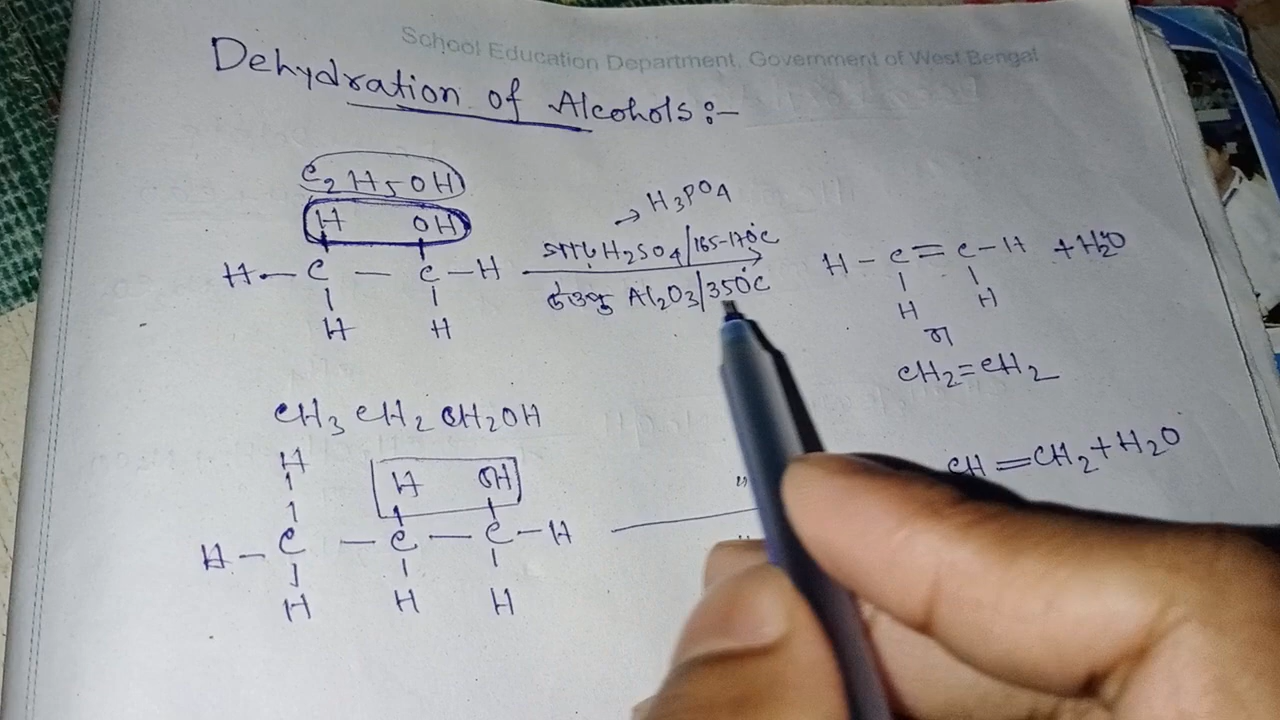 School Education Department, Government of West Bengal
Dehydration of Alcohols:-
C2H5OH
H OH
→ H3PO4
H2SO4/165-170°C
H - C - C - H
H - C = C - H + H2O
Al2O3/350°C
H H
H H
বা
CH2=CH2
CH3CH2CH2OH
H
CH=CH2+H2O
H OH
H - C - C - C - H
H H H